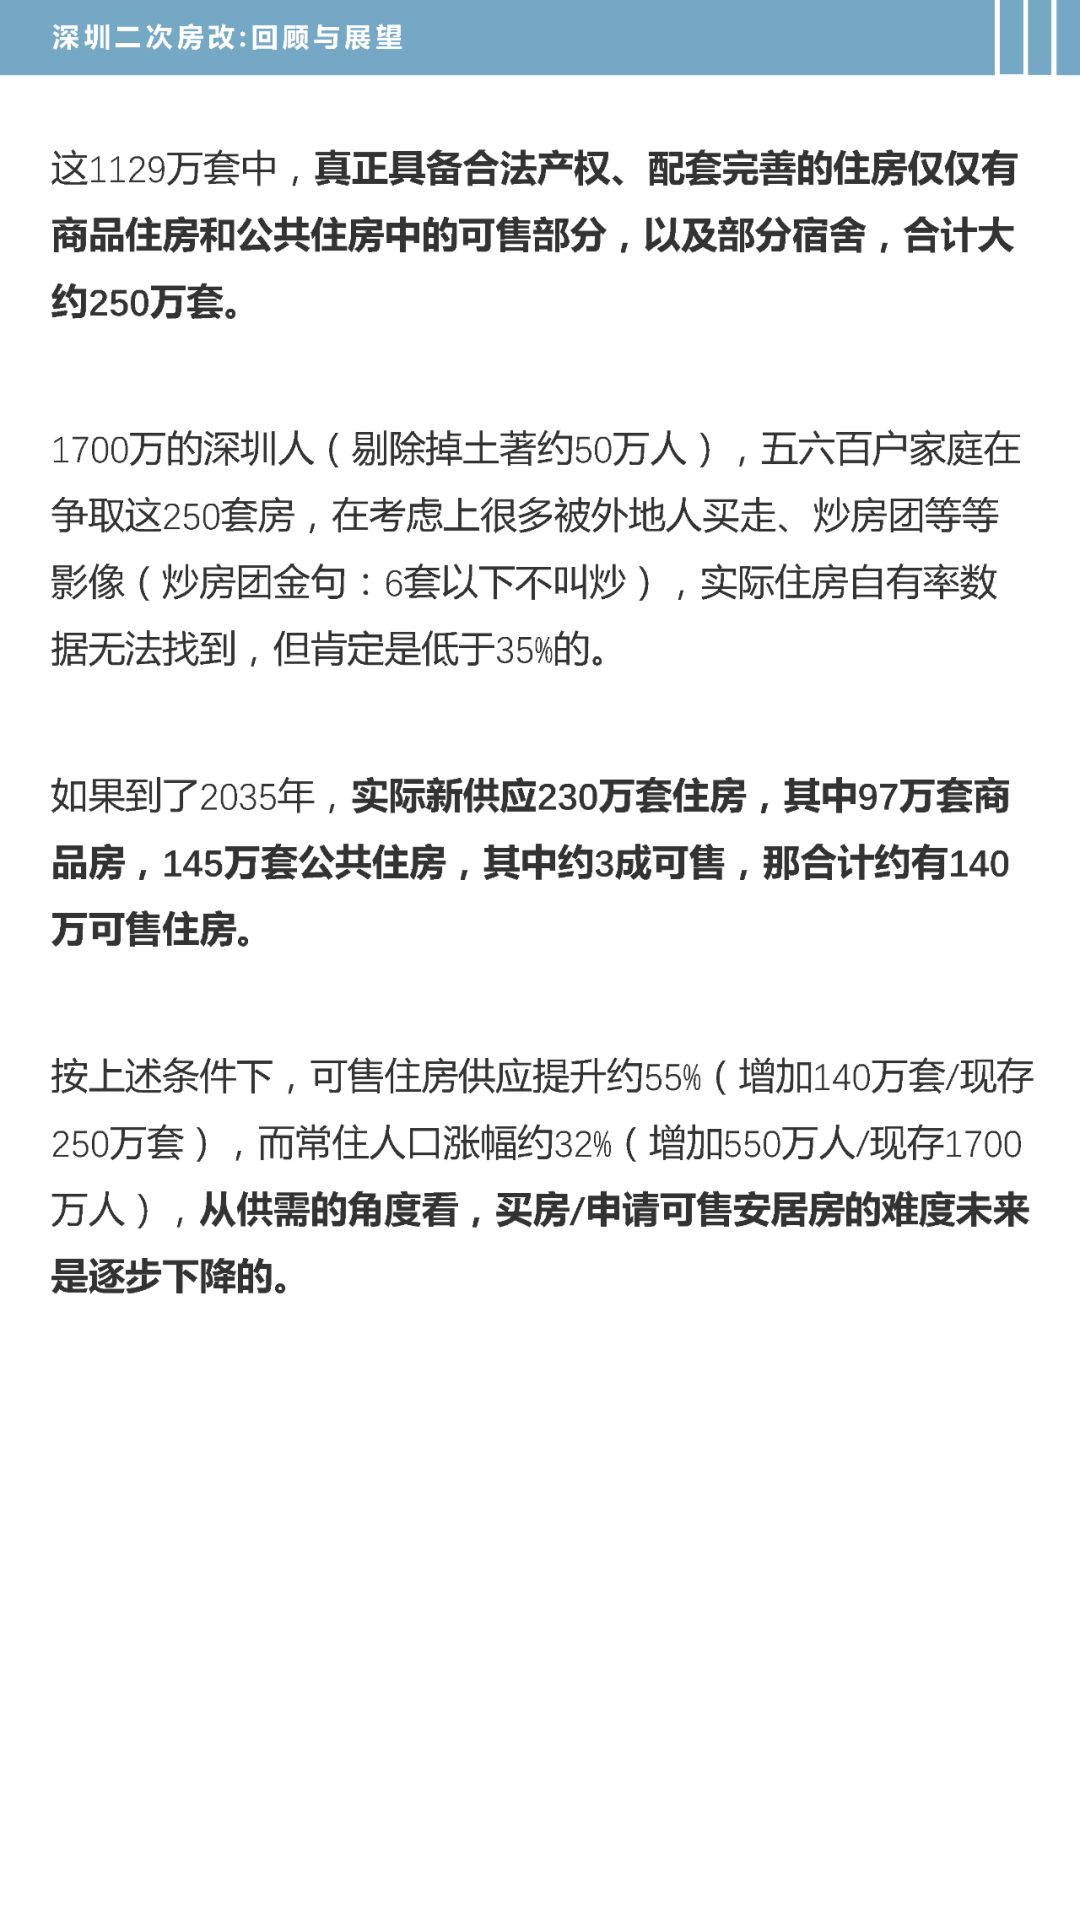 深圳二次房改:回顾与展望
这1129万套中，真正具备合法产权、配套完善的住房仅仅有
商品住房和公共住房中的可售部分，以及部分宿舍，合计大
约250万套。
1700万的深圳人（剔除掉土著约50万人），五六百户家庭在
争取这250套房，在考虑上很多被外地人买走、炒房团等等
影像（炒房团金句：6套以下不叫炒），实际住房自有率数
据无法找到，但肯定是低于35%的。
如果到了2035年，实际新供应230万套住房，其中97万套商
品房，145万套公共住房，其中约3成可售，那合计约有140
万可售住房。
按上述条件下，可售住房供应提升约55%（增加140万套/现存
250万套），而常住人口涨幅约32%（增加550万人/现存1700
万人），从供需的角度看，买房/申请可售安居房的难度未来
是逐步下降的。